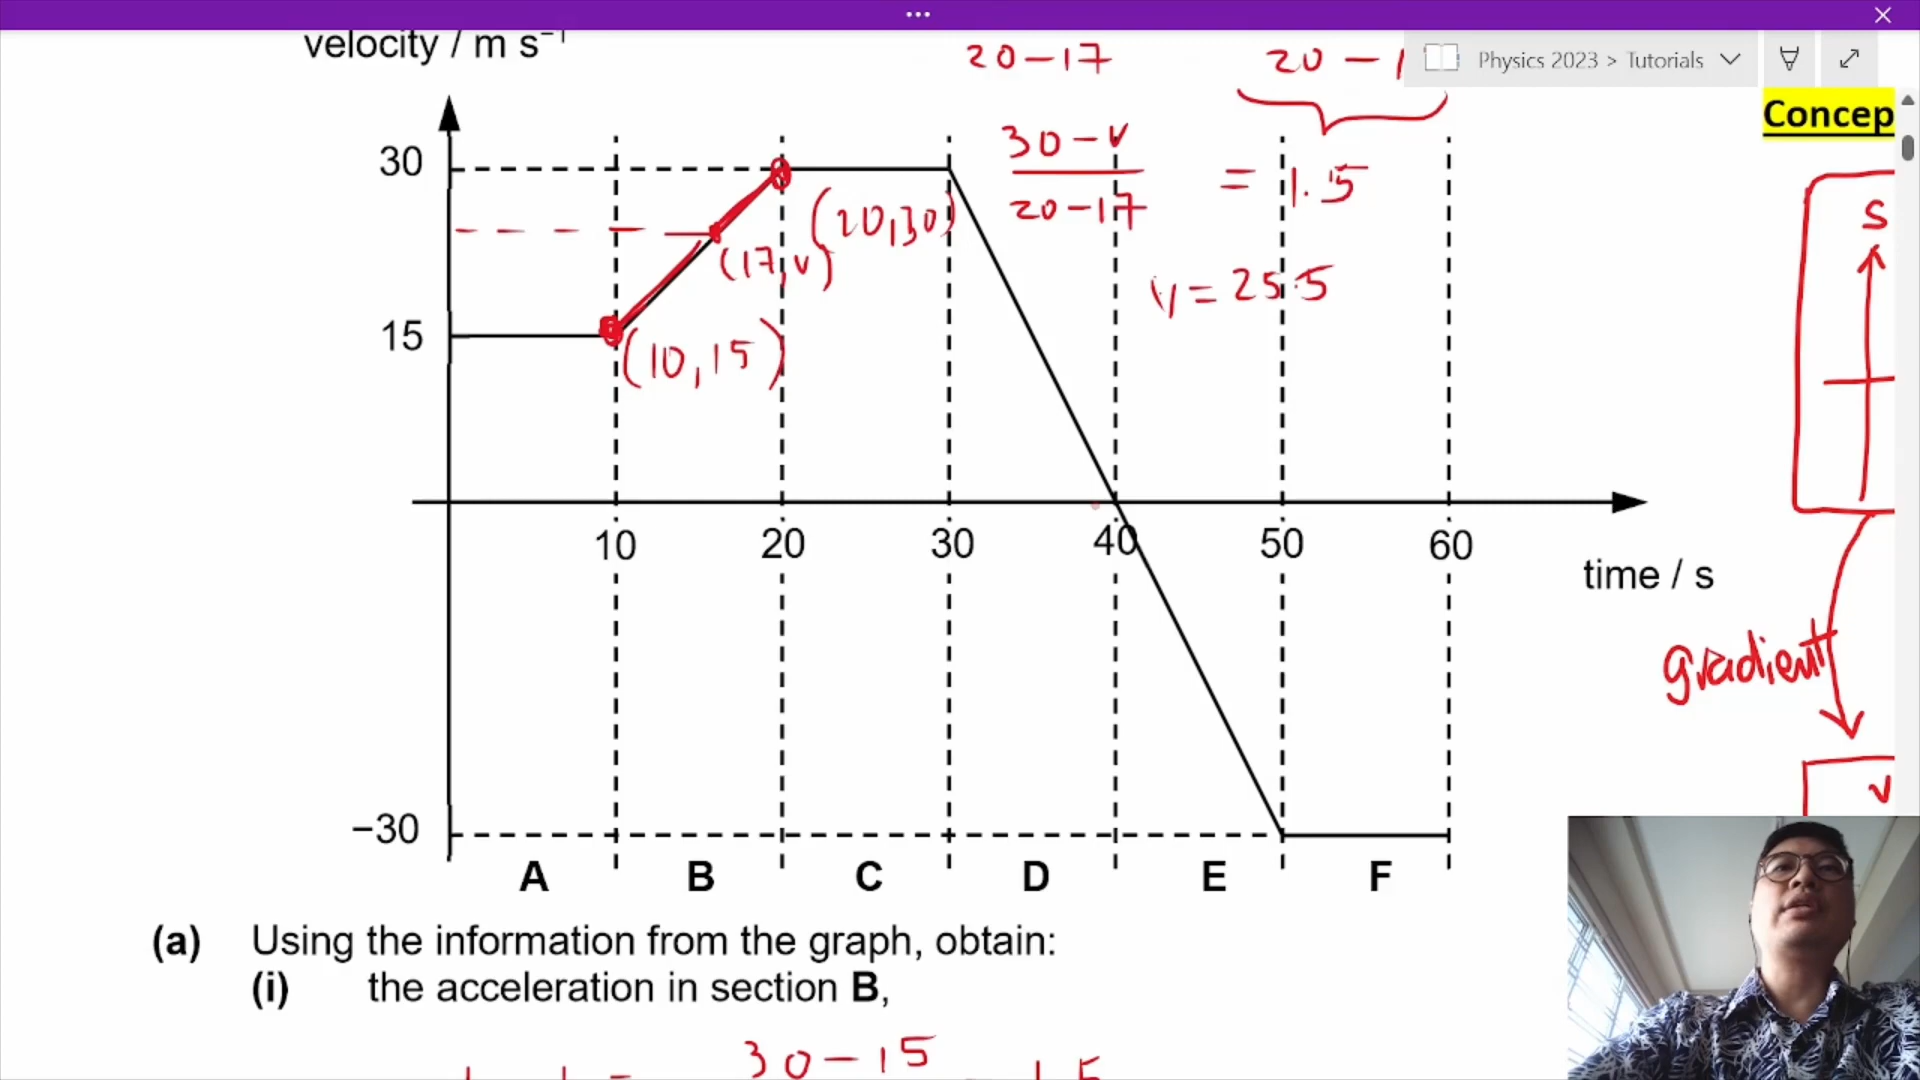 velocity / m s⁻¹
20-17
20 -
Physics 2023 > Tutorials
Concep
30
30-v
20-17
= 1.5
(20,30)
(17,v)
v = 25.5
S
15
(10,15)
10 20 30 40 50 60
time / s
gradient
v
−30
A B C D E F
(a) Using the information from the graph, obtain:
(i) the acceleration in section B,
30-15